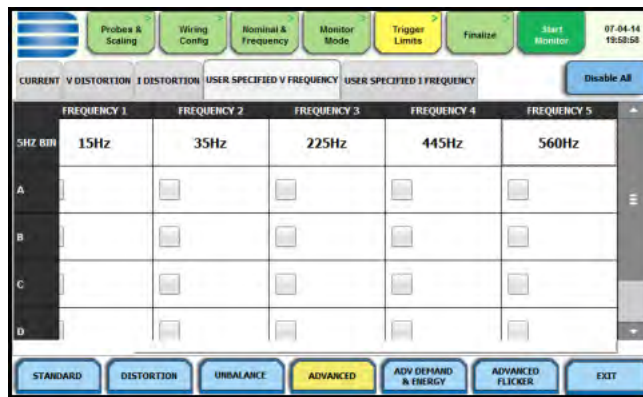 Probes & Scaling
Wiring Config
Nominal & Frequency
Monitor Mode
Trigger Limits
Finalize
Start Monitor
07-04-14
19:58:58
CURRENT V DISTORTION I DISTORTION USER SPECIFIED V FREQUENCY USER SPECIFIED I FREQUENCY
Disable All
FREQUENCY 1 FREQUENCY 2 FREQUENCY 3 FREQUENCY 4 FREQUENCY 5
5HZ BIN 15Hz 35Hz 225Hz 445Hz 560Hz
A
B
C
D
STANDARD
DISTORTION
UNBALANCE
ADVANCED
ADV DEMAND & ENERGY
ADVANCED FLICKER
EXIT